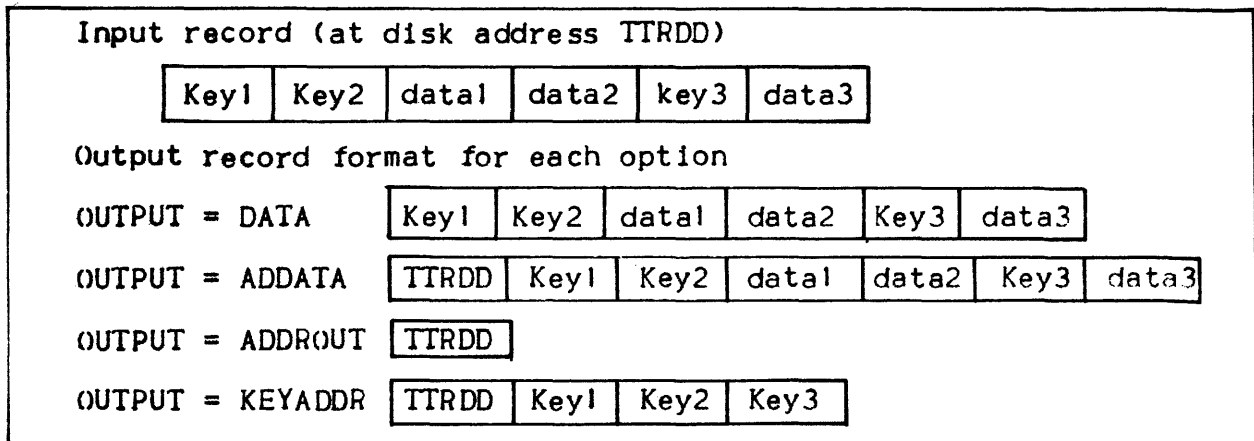 Input record (at disk address TTRDD)
Key1 Key2 data1 data2 key3 data3
Output record format for each option
OUTPUT = DATA Key1 Key2 data1 data2 Key3 data3
OUTPUT = ADDATA TTRDD Key1 Key2 data1 data2 Key3 data3
OUTPUT = ADDROUT TTRDD
OUTPUT = KEYADDR TTRDD Key1 Key2 Key3